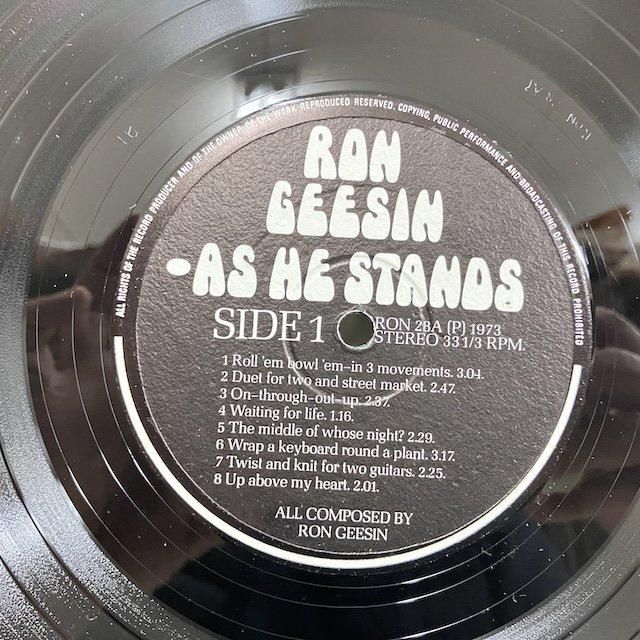 ALL RIGHTS OF THE RECORD PRODUCER AND OF THE OWNER OF THE WORK REPRODUCED RESERVED. COPYING, PUBLIC PERFORMANCE AND BROADCASTING OF THIS RECORD PROHIBITED
RON
GEESIN
-AS HE STANDS
SIDE 1
RON 28A (P) 1973
STEREO 33 1/3 RPM.
1 Roll 'em bowl 'em-in 3 movements. 3.04.
2 Duet for two and street market. 2.47.
3 On-through-out-up. 2.37.
4 Waiting for life. 1.16.
5 The middle of whose night? 2.29.
6 Wrap a keyboard round a plant. 3.17.
7 Twist and knit for two guitars. 2.25.
8 Up above my heart. 2.01.
ALL COMPOSED BY
RON GEESIN